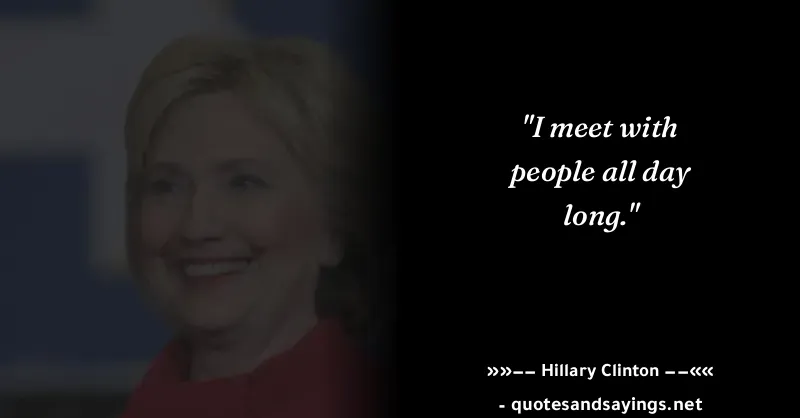 "I meet with
people all day
long."
»»−− Hillary Clinton −−««
- quotesandsayings.net